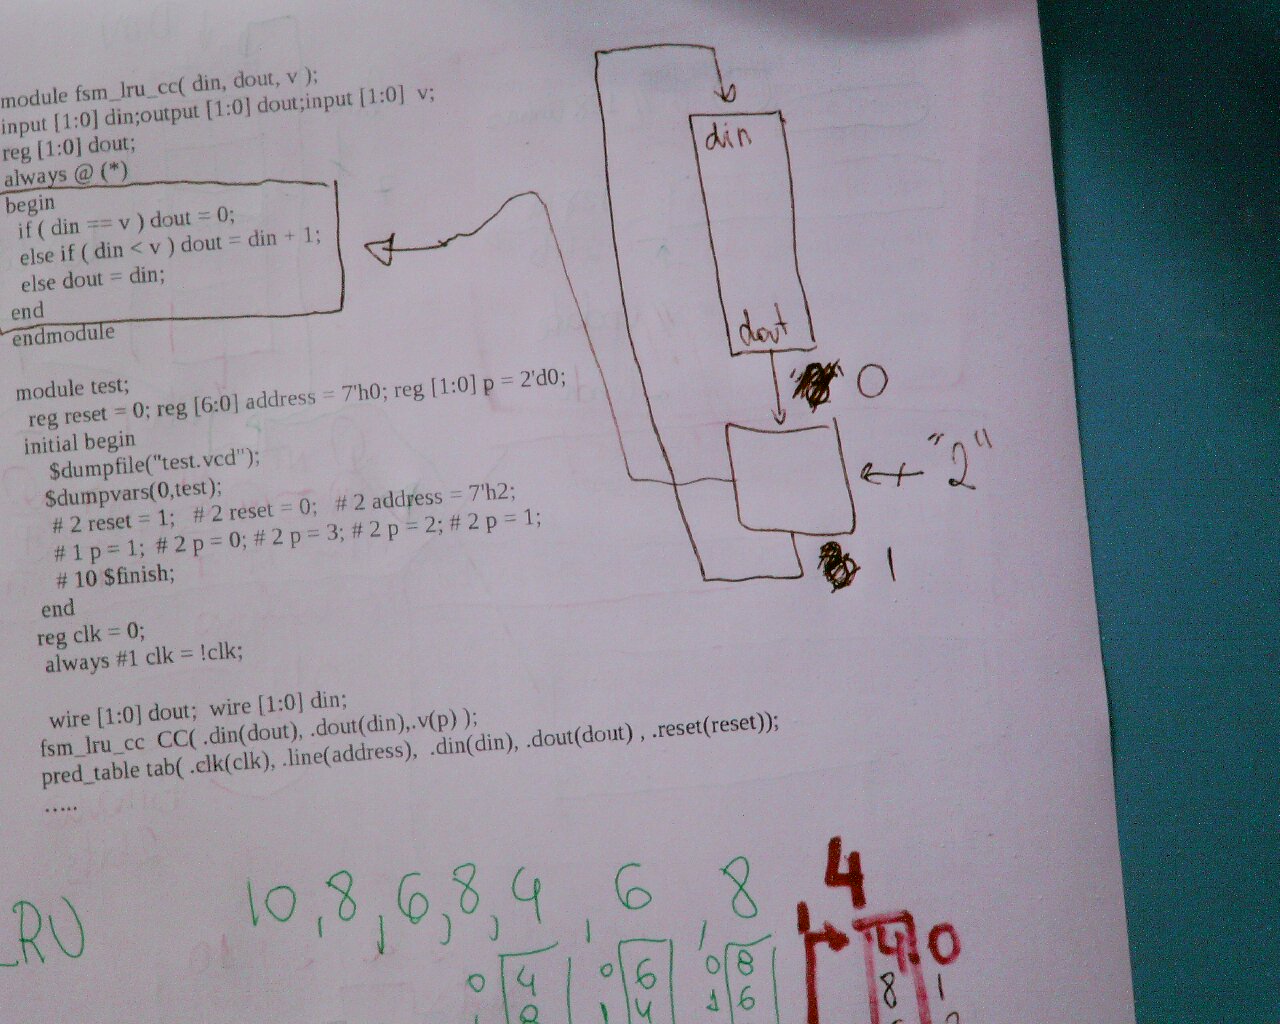 module fsm_lru_cc( din, dout, v );
input [1:0] din;output [1:0] dout;input [1:0] v;
reg [1:0] dout;
always @ (*)
begin
if ( din == v ) dout = 0;
else if ( din < v ) dout = din + 1;
else dout = din;
end
endmodule
module test;
reg reset = 0; reg [6:0] address = 7'h0; reg [1:0] p = 2'd0;
initial begin
$dumpfile("test.vcd");
$dumpvars(0,test);
# 2 reset = 1; # 2 reset = 0; # 2 address = 7'h2;
# 1 p = 1; # 2 p = 0; # 2 p = 3; # 2 p = 2; # 2 p = 1;
# 10 $finish;
end
reg clk = 0;
always #1 clk = !clk;
wire [1:0] dout; wire [1:0] din;
fsm_lru_cc CC( .din(dout), .dout(din),.v(p) );
pred_table tab( .clk(clk), .line(address), .din(din), .dout(dout) , .reset(reset));
.....
din
dout
0
"2"
1
LRU
10, 8, 6, 8, 4, 6, 8
4
0 4
0 6
0 8
4 0
8
1 4
1 6
8 1